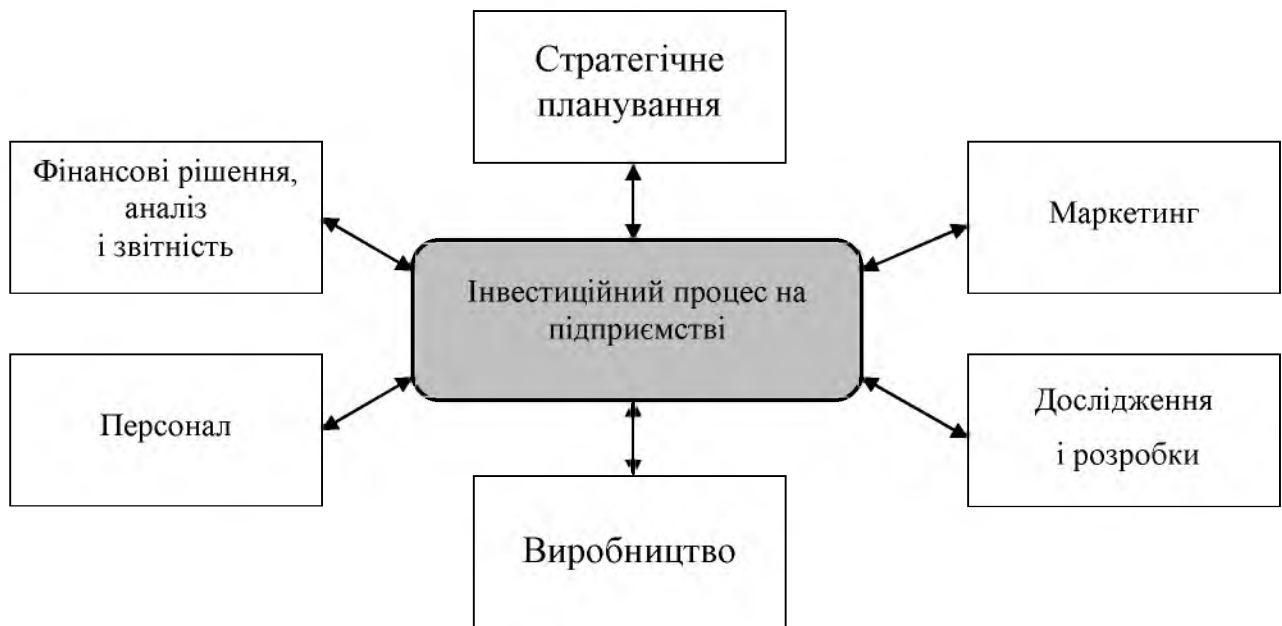 Стратегічне
планування
Фінансові рішення,
аналіз
і звітність
Маркетинг
Інвестиційний процес на
підприємстві
Персонал
Дослідження
і розробки
Виробництво